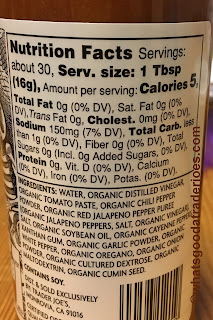 Nutrition Facts Servings:
about 30, Serv. size: 1 Tbsp
(16g), Amount per serving: Calories 5,
Total Fat 0g (0% DV), Sat. Fat 0g (0%
DV), Trans Fat 0g, Cholest. 0mg (0% DV),
Sodium 150mg (7% DV), Total Carb. less
than 1g (0% DV), Fiber 0g (0% DV), Total
Sugars 0g (Incl. 0g Added Sugars, 0% DV),
Protein 0g, Vit. D (0% DV), Calcium
(0% DV), Iron (0% DV), Potas. (0% DV).
INGREDIENTS: WATER, ORGANIC DISTILLED VINEGAR,
ORGANIC TOMATO PASTE, ORGANIC CHILI PEPPER
ORGANIC RED JALAPENO PEPPER PUREE
ORGANIC JALAPENO PEPPERS, SALT, ORGANIC VINEGAR
ORGANIC SOYBEAN OIL, ORGANIC CAYENNE PEPPER
XANTHAN GUM, ORGANIC GARLIC POWDER, ORGANIC
ORGANIC WHITE OREGANO, ORGANIC ONION
MALTODEXTRIN, ORGANIC CULTURED DEXTROSE, ORGANIC
ORGANIC CUMIN SEED.
CONTAINS SOY.
DIST. & SOLD EXCLUSIVELY
BY: TRADER JOE'S,
MONROVIA, CA 91016
©whatsgoodattraderjoes.com